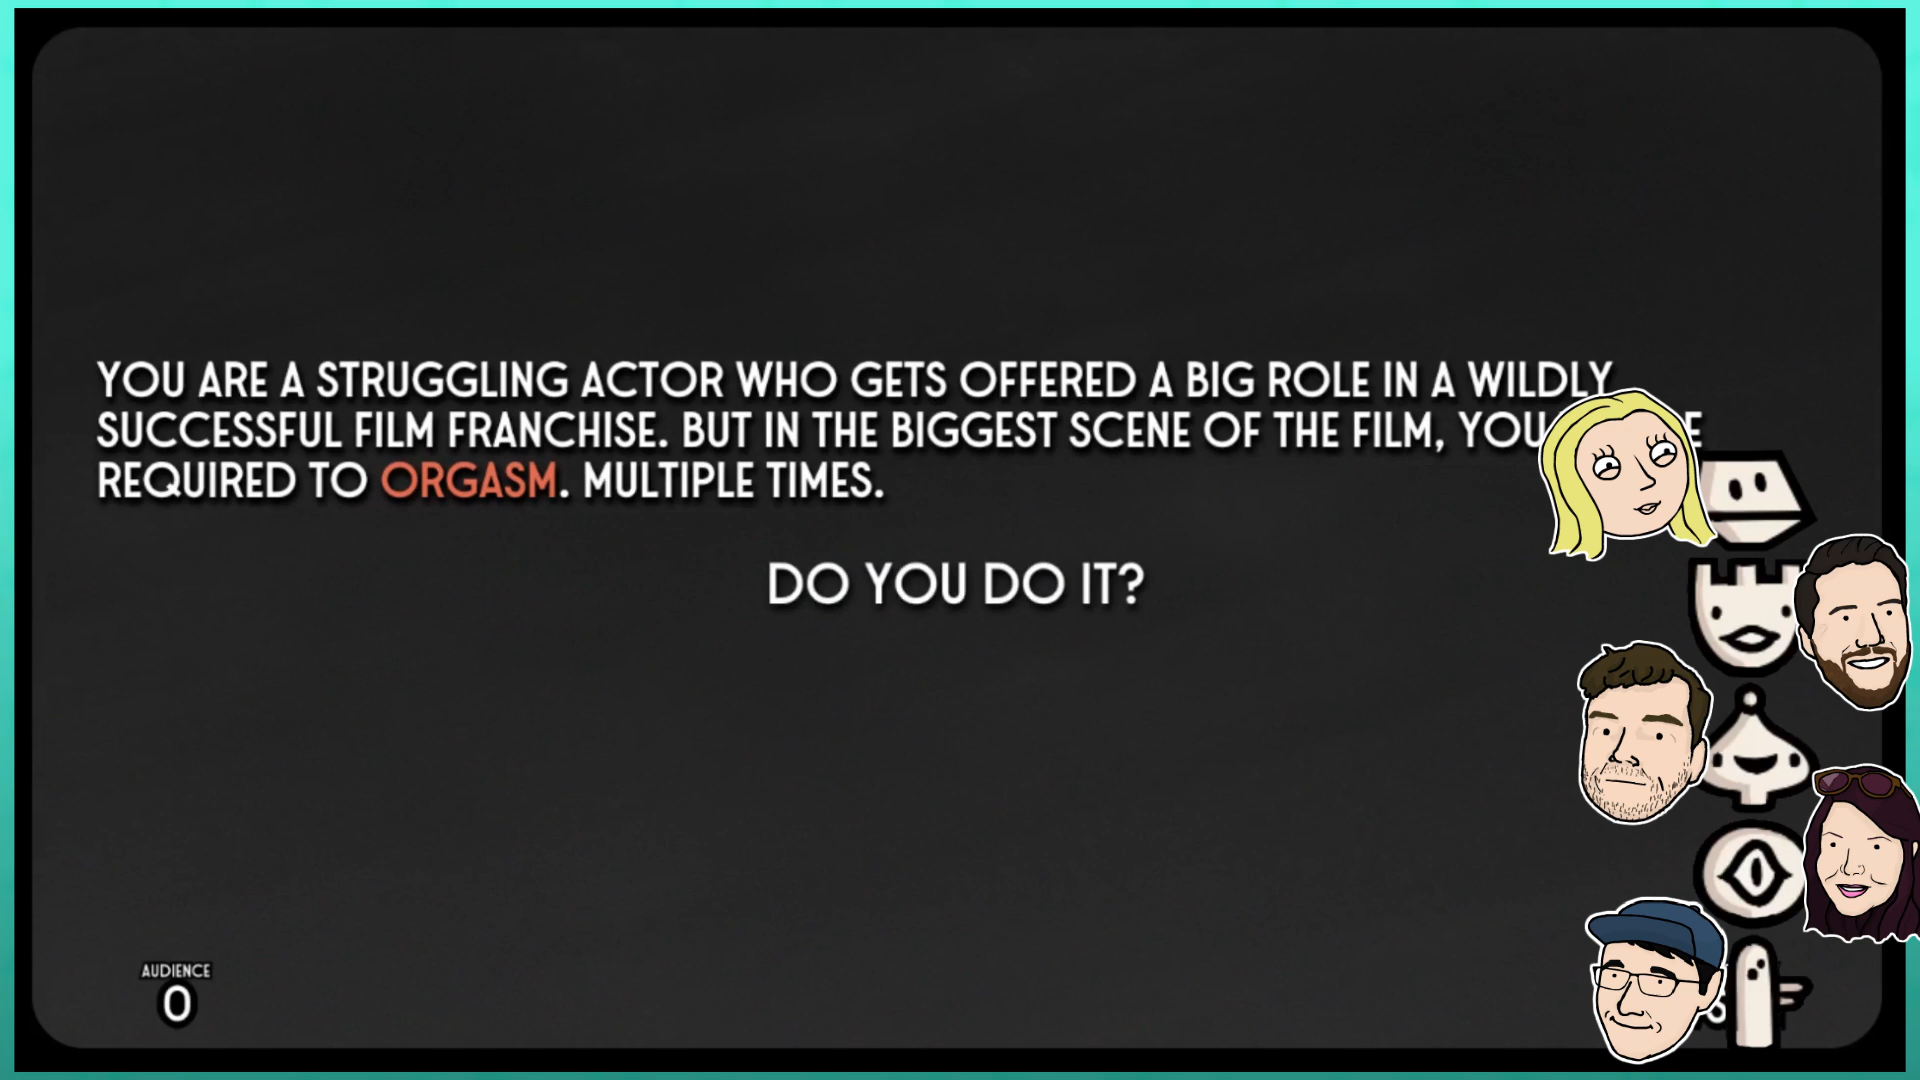 YOU ARE A STRUGGLING ACTOR WHO GETS OFFERED A BIG ROLE IN A WILDLY
SUCCESSFUL FILM FRANCHISE. BUT IN THE BIGGEST SCENE OF THE FILM, YOU
REQUIRED TO ORGASM. MULTIPLE TIMES.
DO YOU DO IT?
AUDIENCE
0